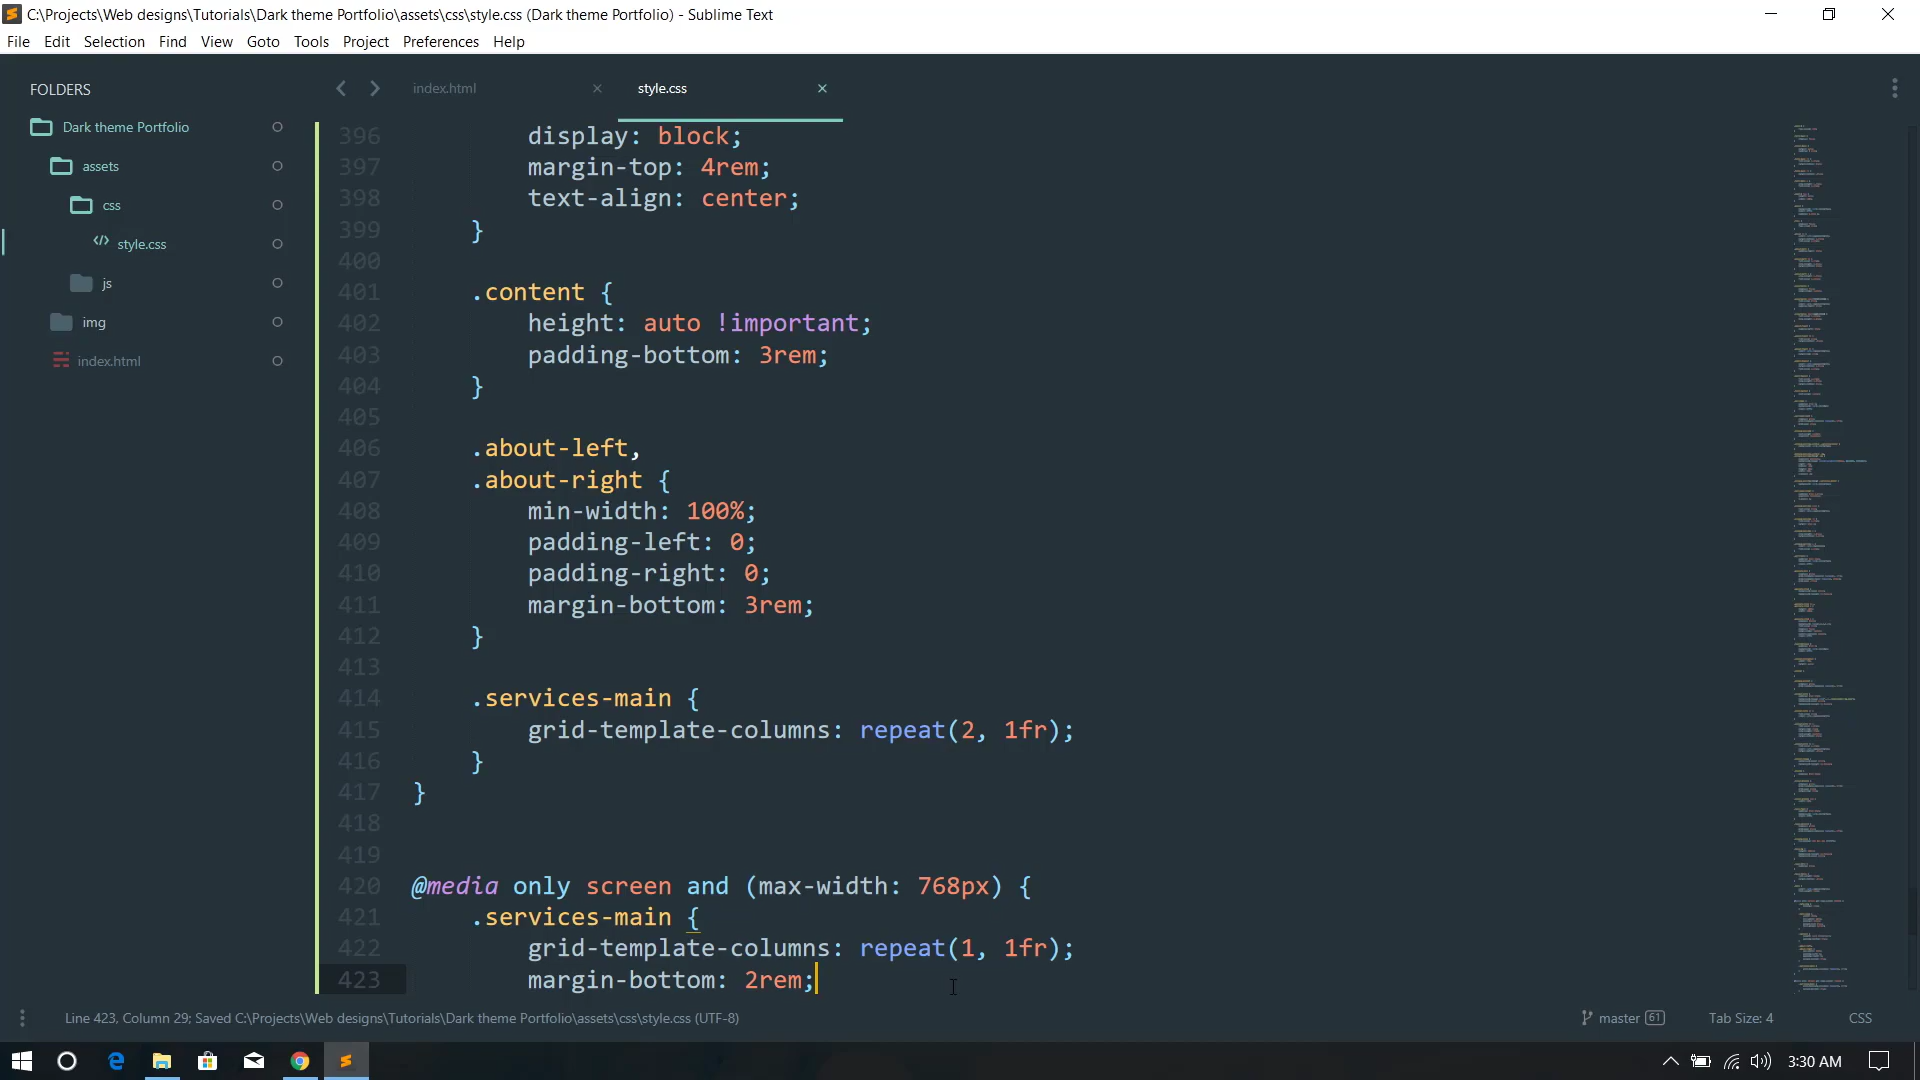 C:\Projects\Web designs\Tutorials\Dark theme Portfolio\assets\css\style.css (Dark theme Portfolio) - Sublime Text
File Edit Selection Find View Goto Tools Project Preferences Help
FOLDERS
Dark theme Portfolio
assets
css
style.css
js
img
index.html
index.html
style.css
396 display: block;
397 margin-top: 4rem;
398 text-align: center;
399 }
400
401 .content {
402 height: auto !important;
403 padding-bottom: 3rem;
404 }
405
406 .about-left,
407 .about-right {
408 min-width: 100%;
409 padding-left: 0;
410 padding-right: 0;
411 margin-bottom: 3rem;
412 }
413
414 .services-main {
415 grid-template-columns: repeat(2, 1fr);
416 }
417 }
418
419
420 @media only screen and (max-width: 768px) {
421 .services-main {
422 grid-template-columns: repeat(1, 1fr);
423 margin-bottom: 2rem;
Line 423, Column 29; Saved C:\Projects\Web designs\Tutorials\Dark theme Portfolio\assets\css\style.css (UTF-8)
master 61
Tab Size: 4
CSS
3:30 AM